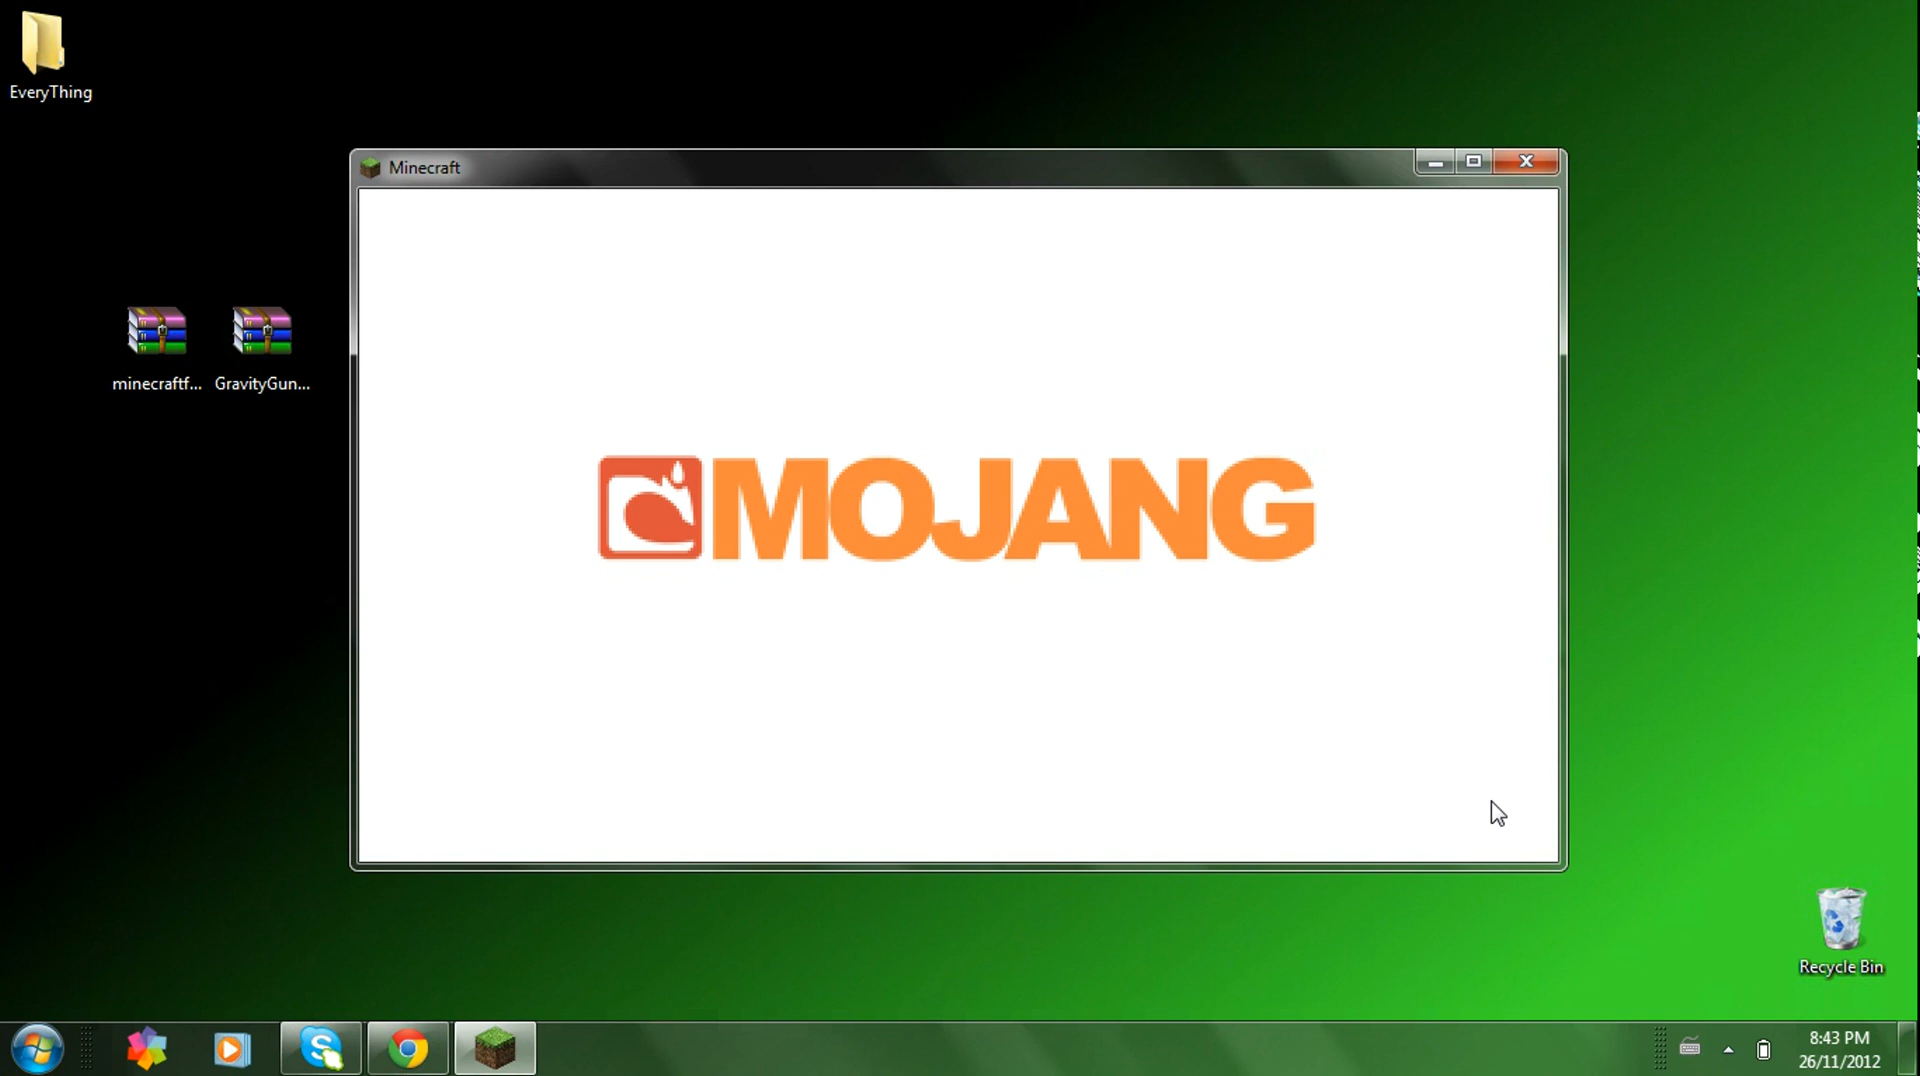 EveryThing
Minecraft
minecraftf...
GravityGun...
MOJANG
Recycle Bin
8:43 PM
26/11/2012